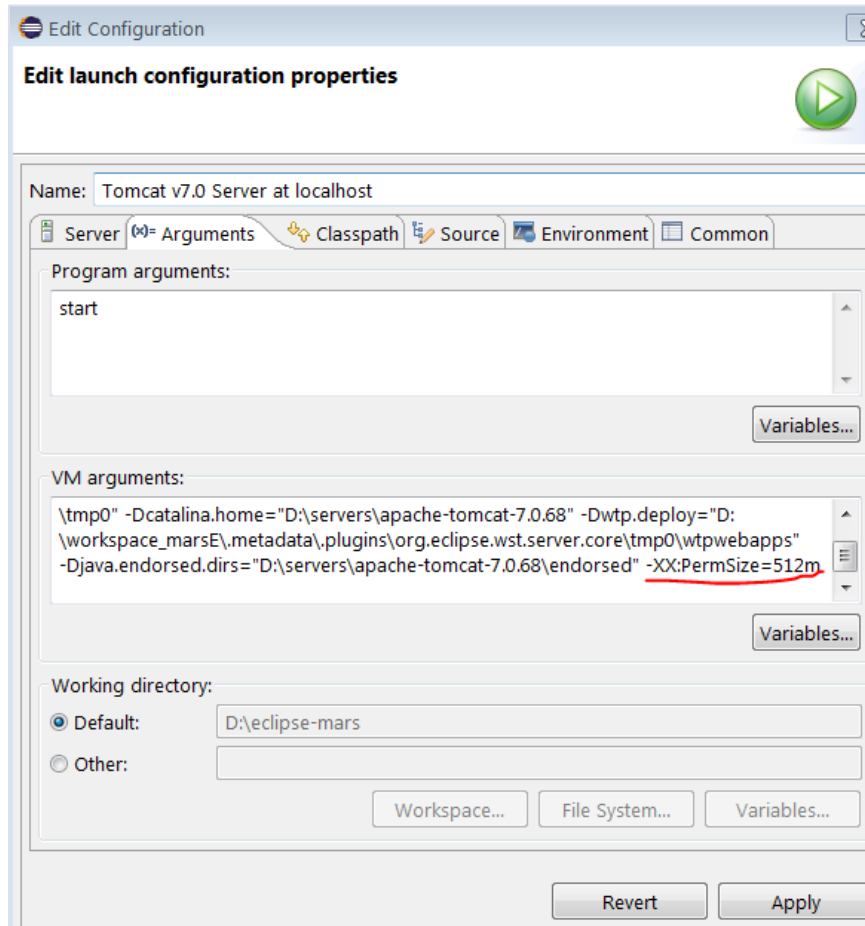 Edit Configuration
Edit launch configuration properties
Name: Tomcat v7.0 Server at localhost
Server (x)= Arguments Classpath Source Environment Common
Program arguments:
start
Variables...
VM arguments:
\tmp0" -Dcatalina.home="D:\servers\apache-tomcat-7.0.68" -Dwtp.deploy="D:
\workspace_marsE\.metadata\.plugins\org.eclipse.wst.server.core\tmp0\wtpwebapps"
-Djava.endorsed.dirs="D:\servers\apache-tomcat-7.0.68\endorsed" -XX:PermSize=512m
Variables...
Working directory:
Default: D:\eclipse-mars
Other:
Workspace... File System... Variables...
Revert Apply